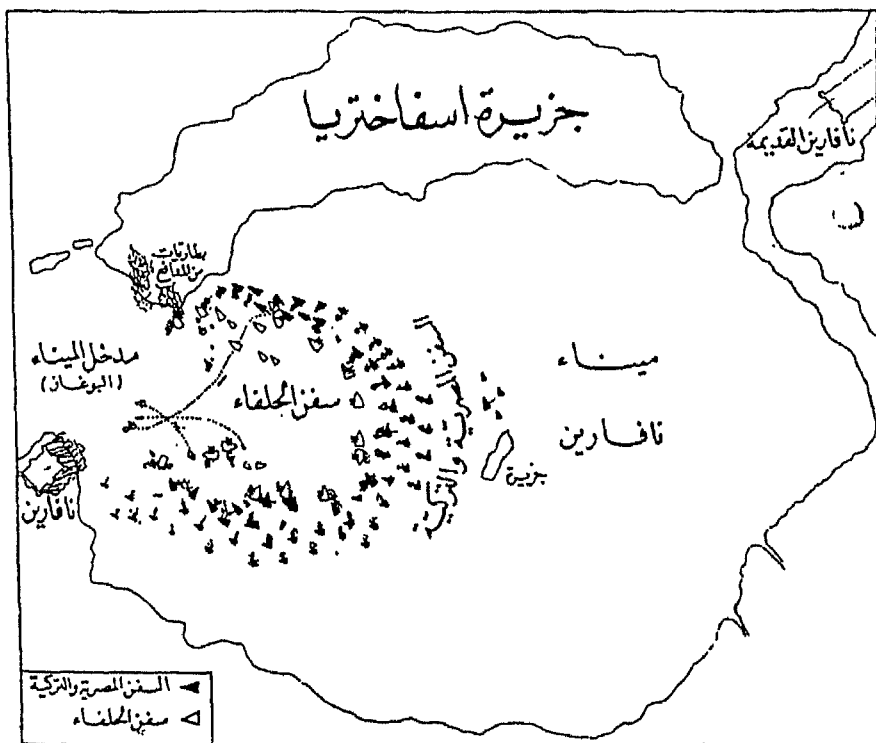 جزيرة اسفاختريا
نافارين القديمة
بطاريات
من المدافع
مدخل الميناء
(البوغاز)
سفن الحلفاء
السفن المصرية والتركية
ميناء
نافارين
جزيرة
نافارين
السفن المصرية والتركية
سفن الحلفاء